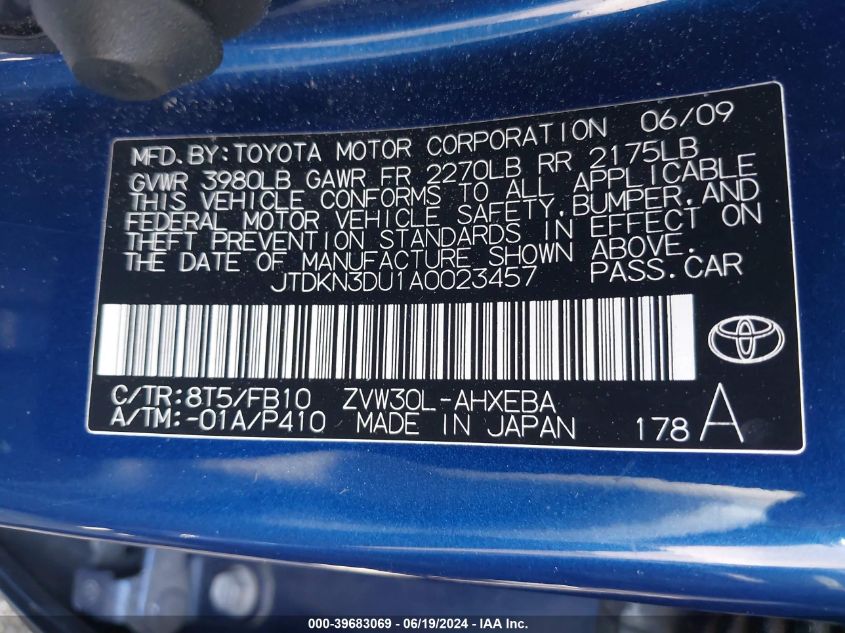 MFD.BY:TOYOTA MOTOR CORPORATION 06/09
GVWR 3980LB GAWR FR 2270LB RR 2175LB
THIS VEHICLE CONFORMS TO ALL APPLICABLE
FEDERAL MOTOR VEHICLE SAFETY,BUMPER,AND
THEFT PREVENTION STANDARDS IN EFFECT ON
THE DATE OF MANUFACTURE SHOWN ABOVE.
JTDKN3DU1A0023457 PASS.CAR
C/TR:8T5/FB10 ZVW30L-AHXEBA
A/TM:-01A/P410 MADE IN JAPAN 178 A
000-39683069 - 06/19/2024 - IAA Inc.